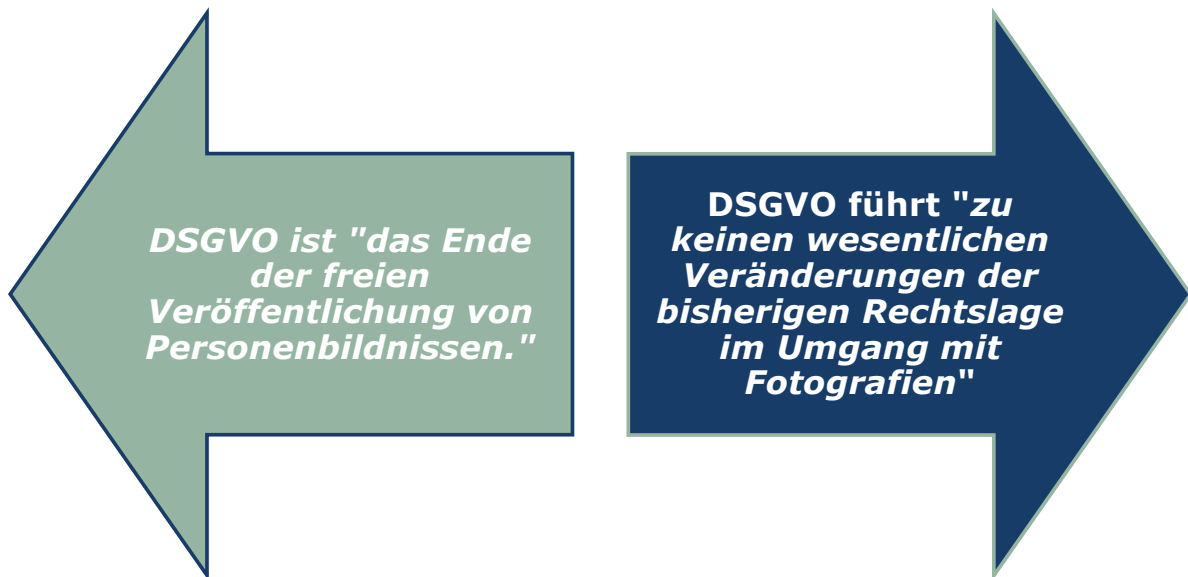 DSGVO ist "das Ende
der freien
Veröffentlichung von
Personenbildnissen."
DSGVO führt "zu
keinen wesentlichen
Veränderungen der
bisherigen Rechtslage
im Umgang mit
Fotografien"